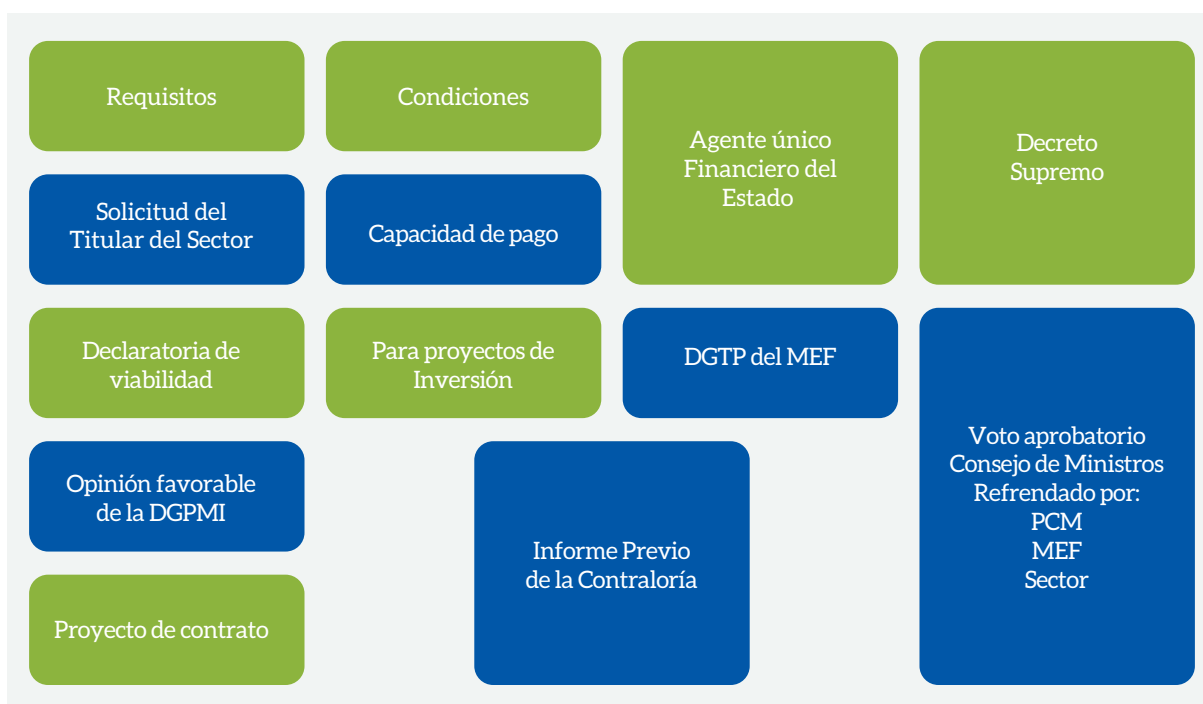 Requisitos
Condiciones
Agente único
Financiero del
Estado
Decreto
Supremo
Solicitud del
Titular del Sector
Capacidad de pago
Declaratoria de
viabilidad
Para proyectos de
Inversión
DGTP del MEF
Voto aprobatorio
Consejo de Ministros
Refrendado por:
PCM
MEF
Sector
Opinión favorable
de la DGPMI
Informe Previo
de la Contraloría
Proyecto de contrato